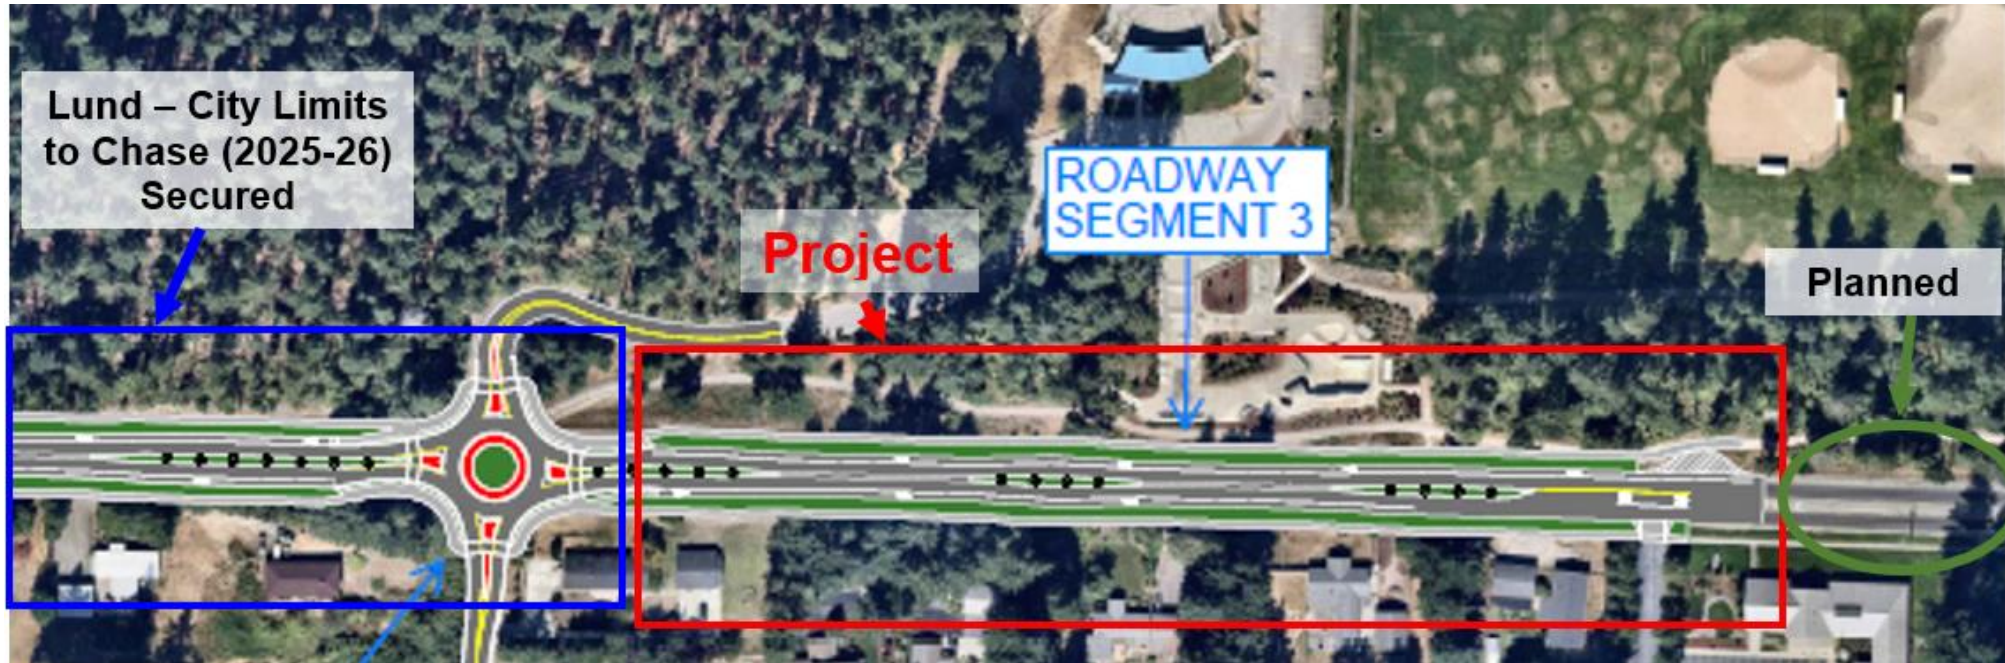 Lund – City Limits
to Chase (2025-26)
Secured
Project
ROADWAY
SEGMENT 3
Planned